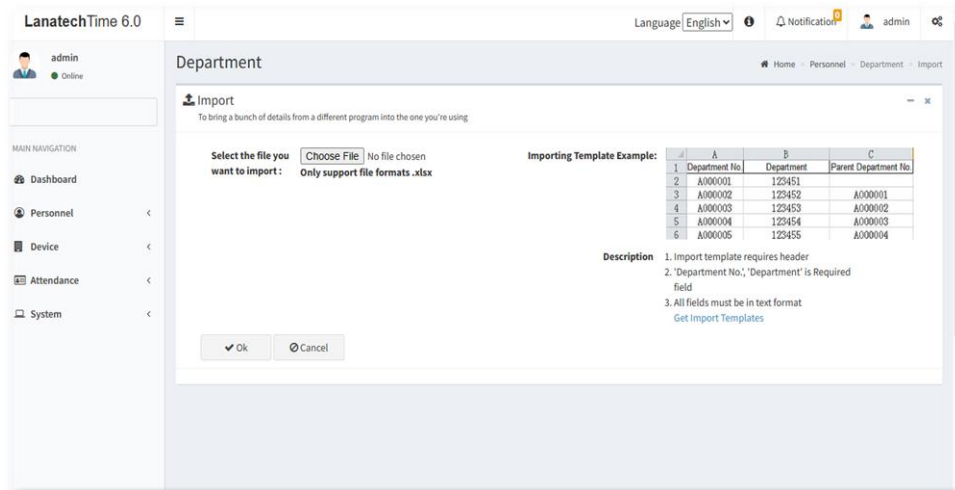 LanatechTime 6.0
Language English
0
Notification
admin
admin
Online
Department
Home Personnel Department Import
Import
To bring a bunch of details from a different program into the one you're using
MAIN NAVIGATION
Dashboard
Personnel
Device
Attendance
System
Select the file you
want to import :
Choose File No file chosen
Only support file formats .xlsx
Importing Template Example:
A B C
1 Department No. Department Parent Department No.
2 A000001 123451
3 A000002 123452 A000001
4 A000003 123453 A000002
5 A000004 123454 A000003
6 A000005 123455 A000004
Description 1. Import template requires header
2. 'Department No.', 'Department' is Required
field
3. All fields must be in text format
Get Import Templates
Ok Cancel